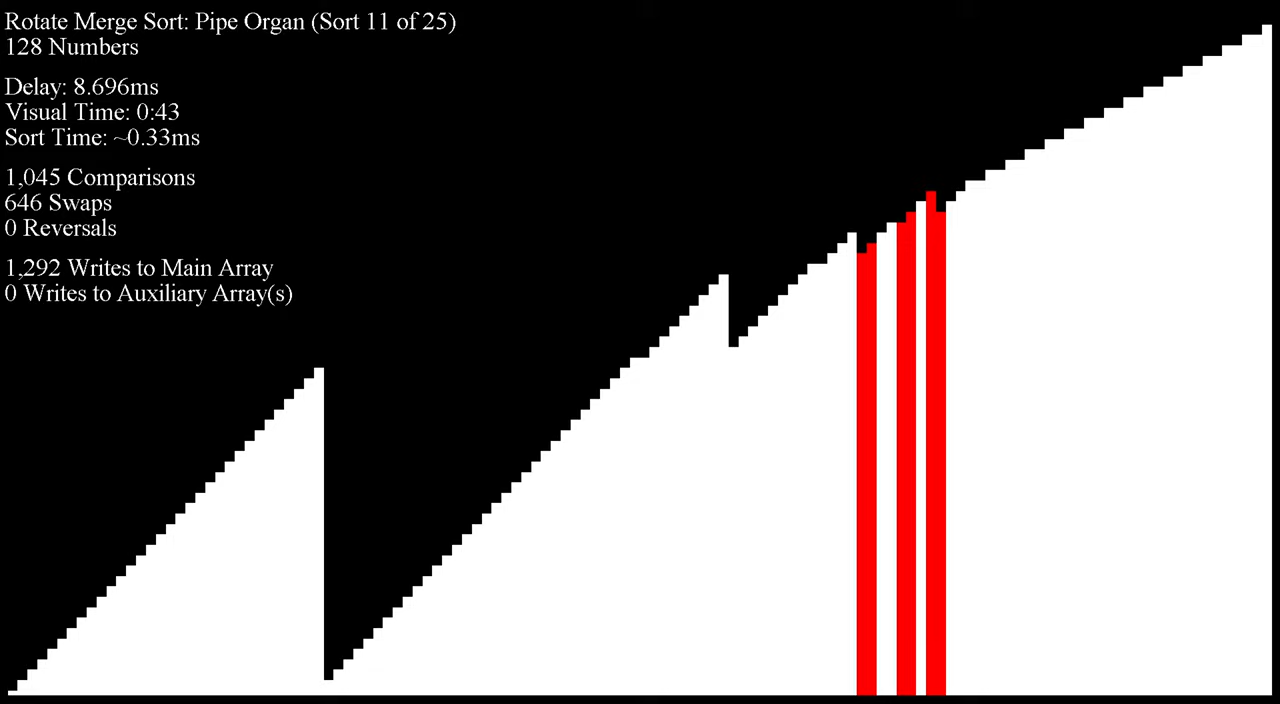 Rotate Merge Sort: Pipe Organ (Sort 11 of 25)
128 Numbers
Delay: 8.696ms
Visual Time: 0:43
Sort Time: ~0.33ms
1,045 Comparisons
646 Swaps
0 Reversals
1,292 Writes to Main Array
0 Writes to Auxiliary Array(s)